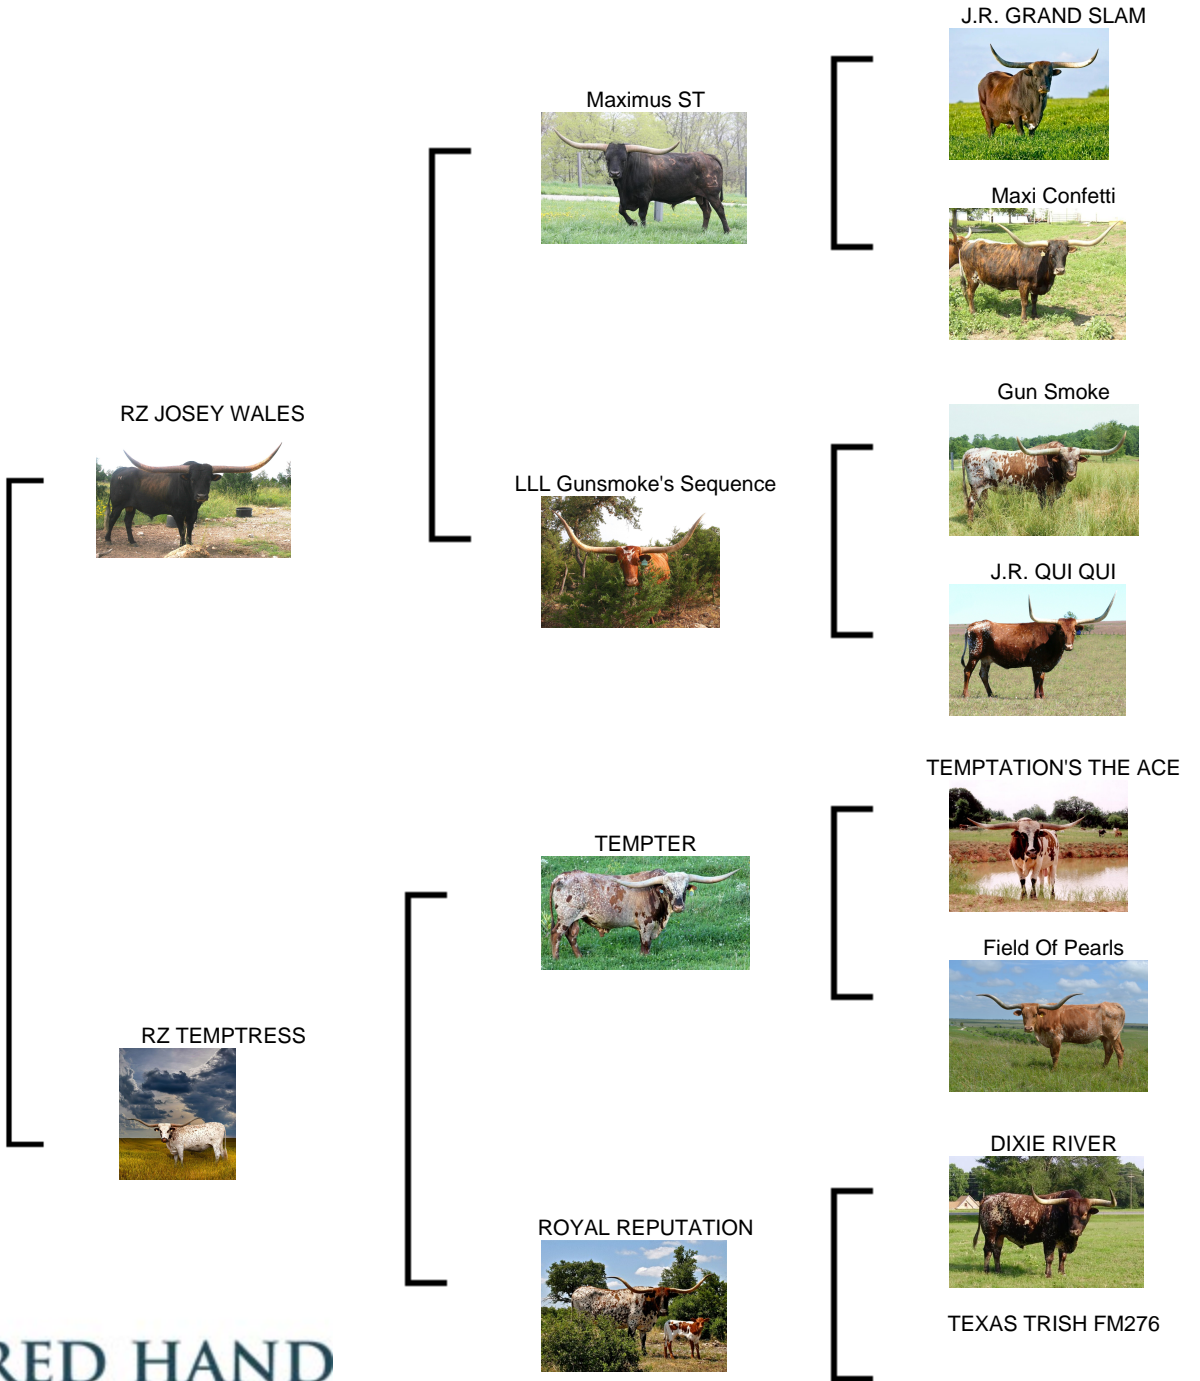 J.R. GRAND SLAM
Maximus ST
Maxi Confetti
Gun Smoke
RZ JOSEY WALES
LLL Gunsmoke's Sequence
J.R. QUI QUI
TEMPTATION'S THE ACE
TEMPTER
Field Of Pearls
RZ TEMPTRESS
DIXIE RIVER
ROYAL REPUTATION
TEXAS TRISH FM276
RED HAND